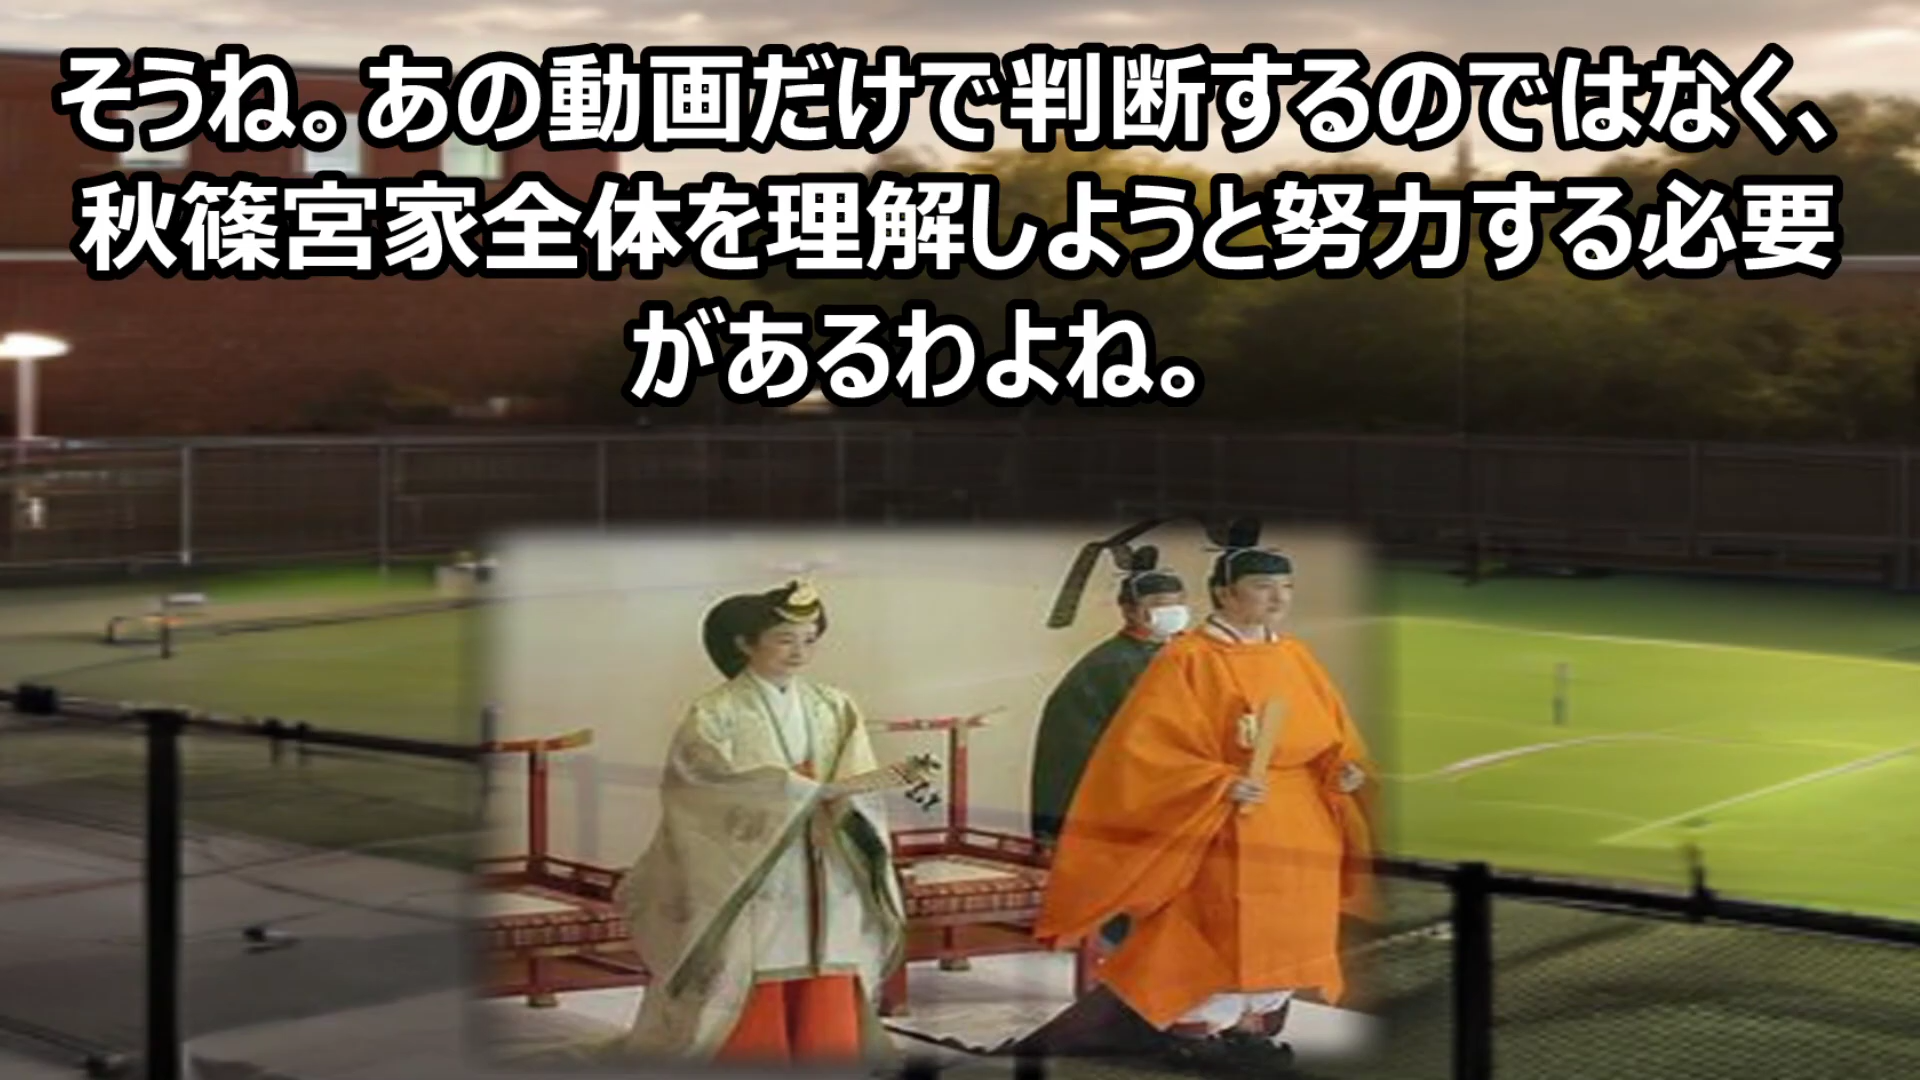 そうね。あの動画だけで判断するのではなく、
秋篠宮家全体を理解しようと努力する必要
があるわよね。